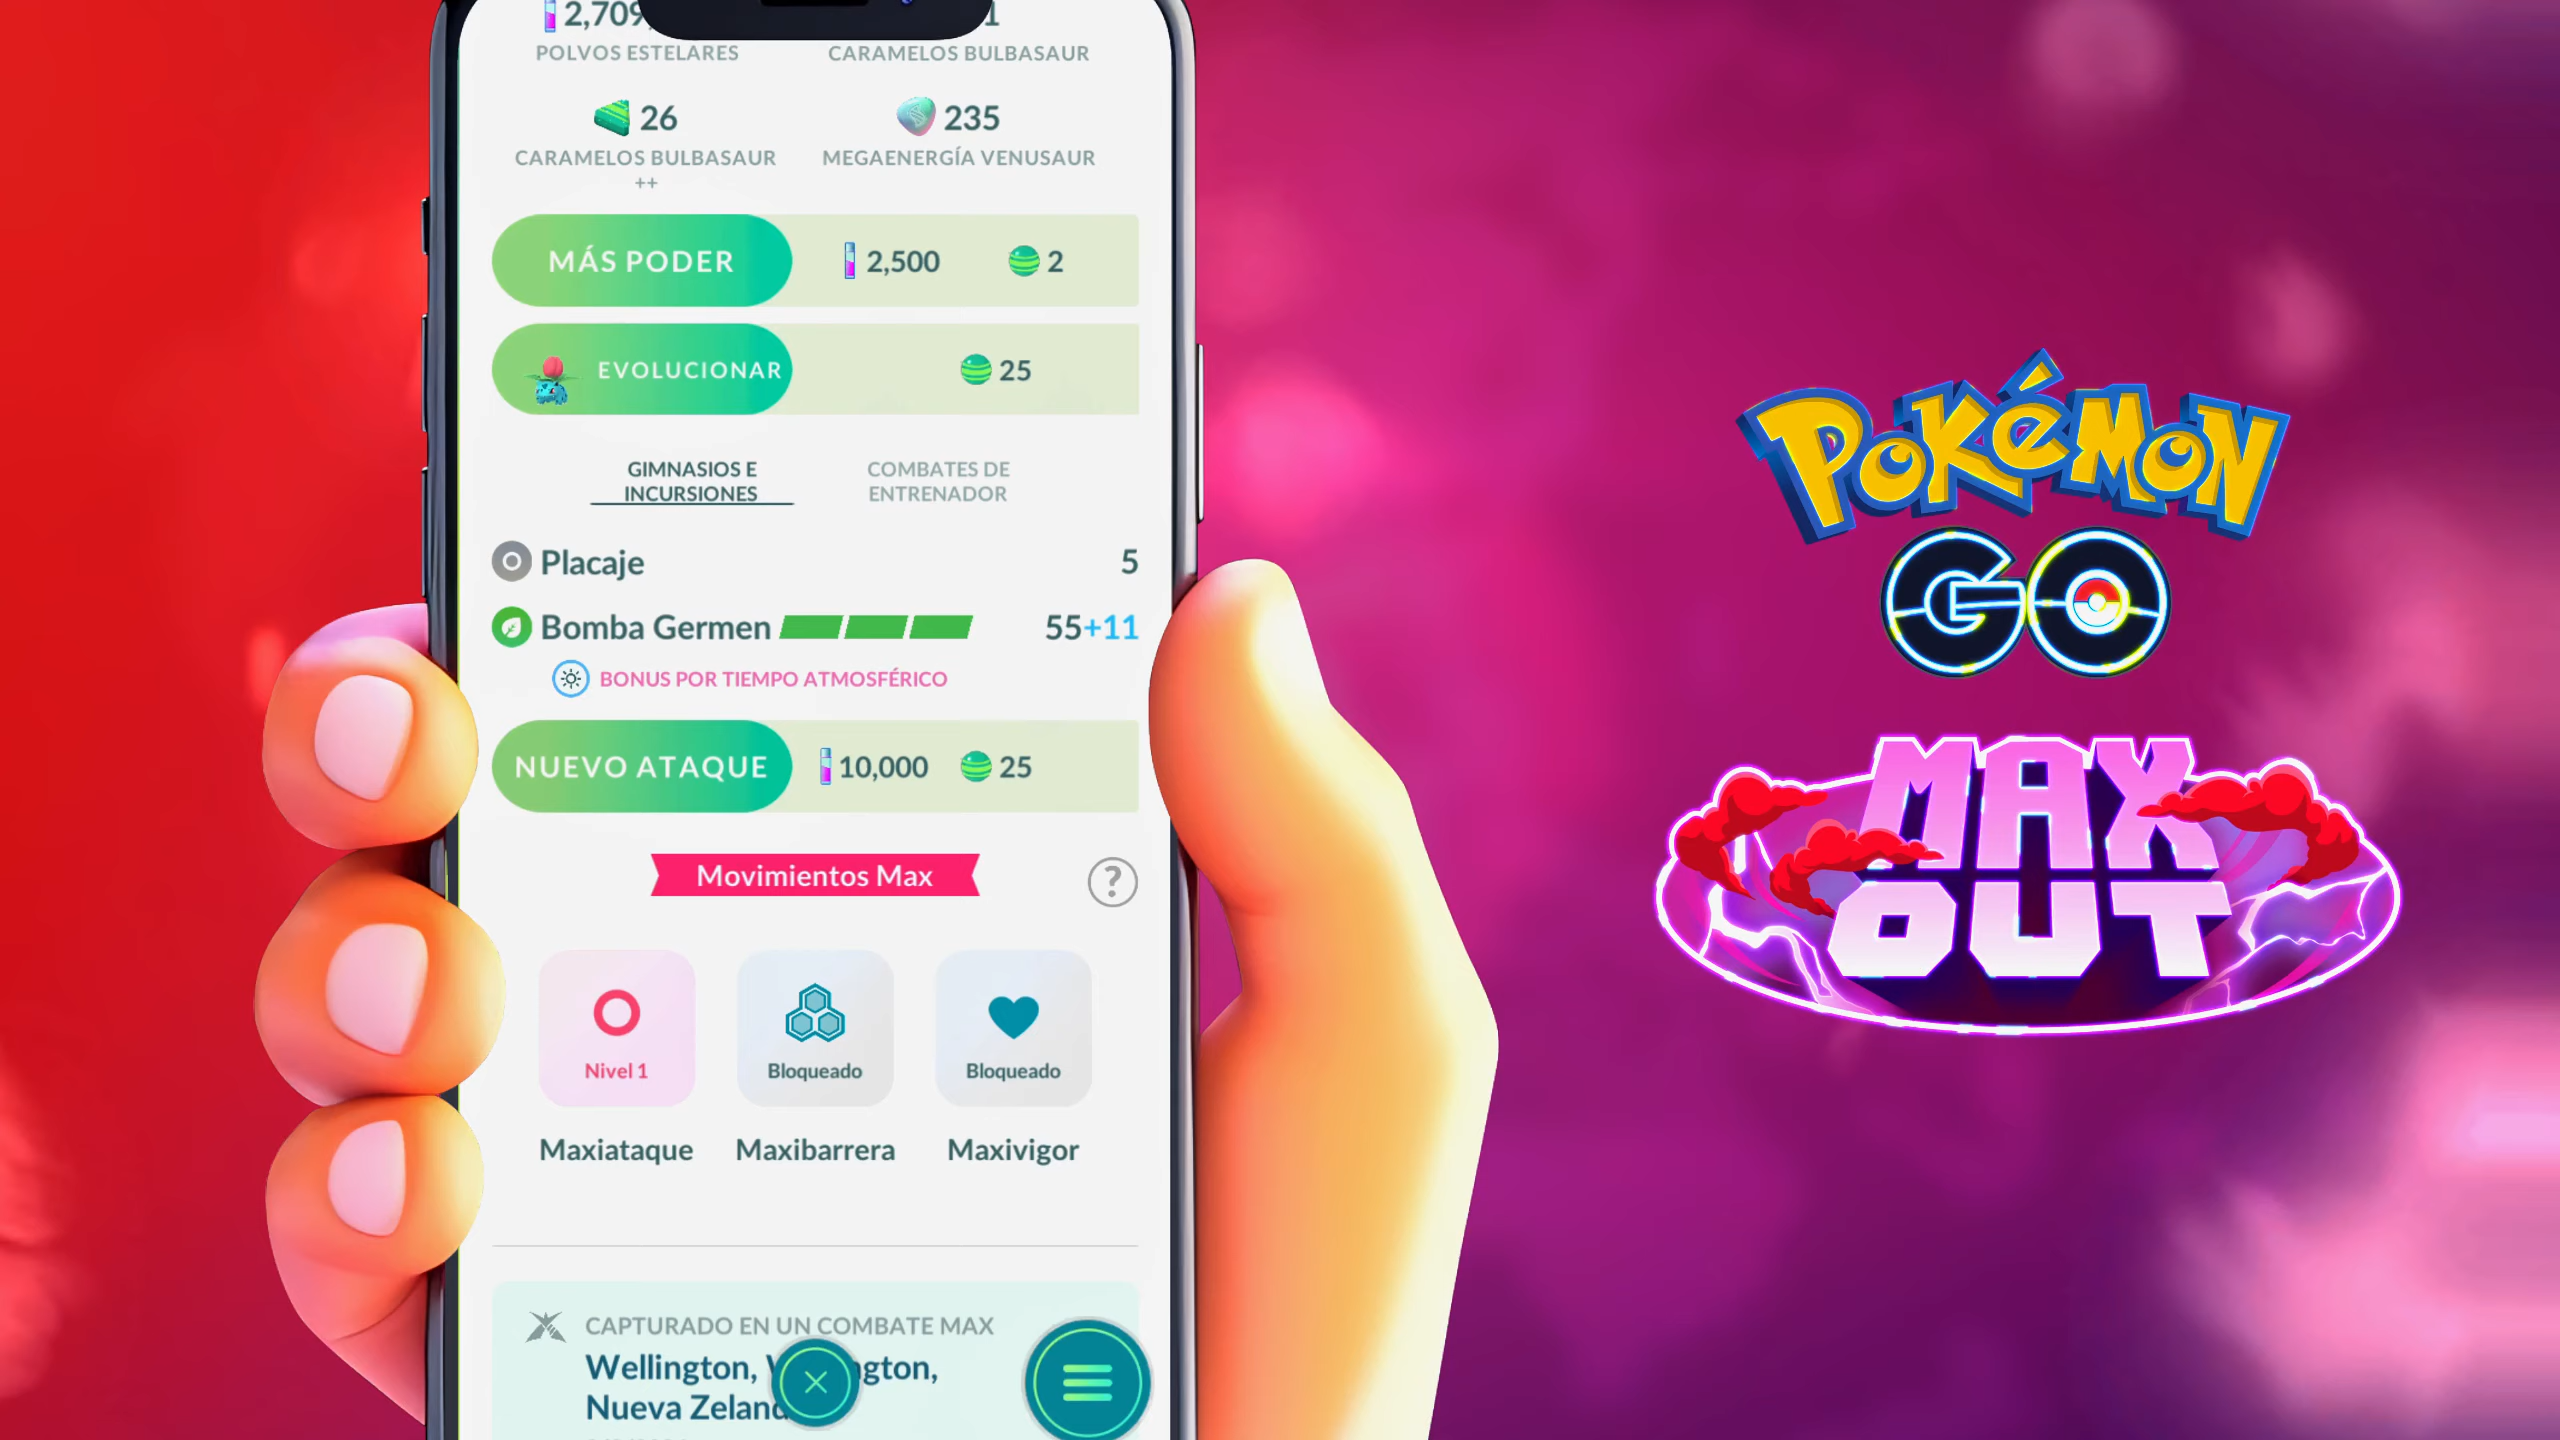 2,709
1
POLVOS ESTELARES
CARAMELOS BULBASAUR
26
235
CARAMELOS BULBASAUR
++
MEGAENERGÍA VENUSAUR
MÁS PODER
2,500
2
EVOLUCIONAR
25
GIMNASIOS E
INCURSIONES
COMBATES DE
ENTRENADOR
Placaje
5
Bomba Germen
55+11
BONUS POR TIEMPO ATMOSFÉRICO
NUEVO ATAQUE
10,000
25
Movimientos Max
?
Nivel 1
Bloqueado
Bloqueado
Maxiataque
Maxibarrera
Maxivigor
CAPTURADO EN UN COMBATE MAX
Wellington,
Nueva
POKÉMON
GO
MAX
OUT